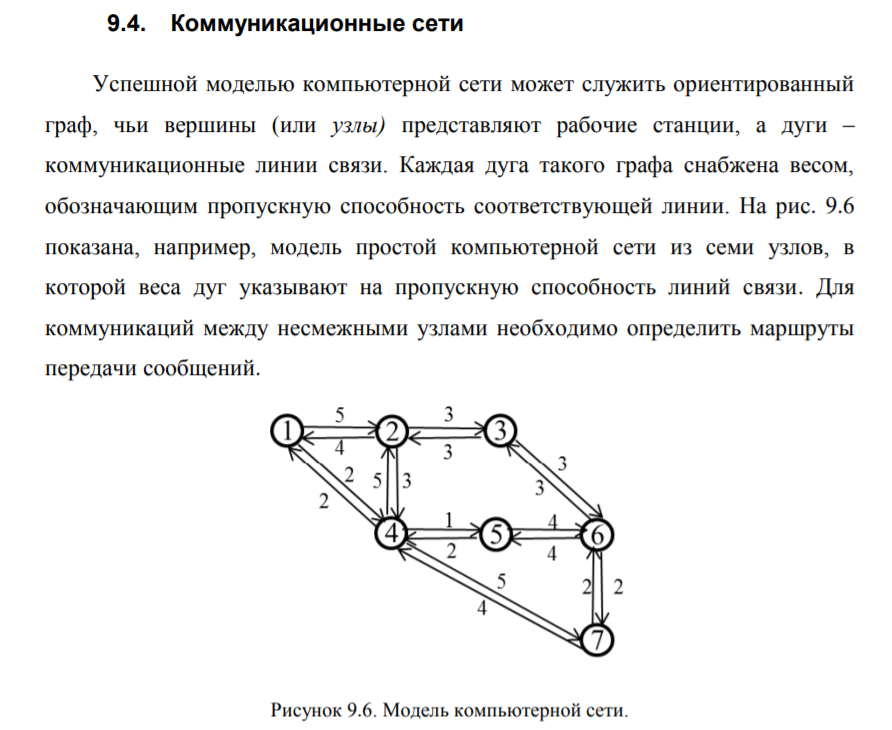 9.4. Коммуникационные сети
Успешной моделью компьютерной сети может служить ориентированный
граф, чьи вершины (или узлы) представляют рабочие станции, а дуги –
коммуникационные линии связи. Каждая дуга такого графа снабжена весом,
обозначающим пропускную способность соответствующей линии. На рис. 9.6
показана, например, модель простой компьютерной сети из семи узлов, в
которой веса дуг указывают на пропускную способность линий связи. Для
коммуникаций между несмежными узлами необходимо определить маршруты
передачи сообщений.
5 3
1 2 3
4 3
2 5 3 3
2 3
1 4
4 5 6
2 4
5 2 2
4
7
Рисунок 9.6. Модель компьютерной сети.